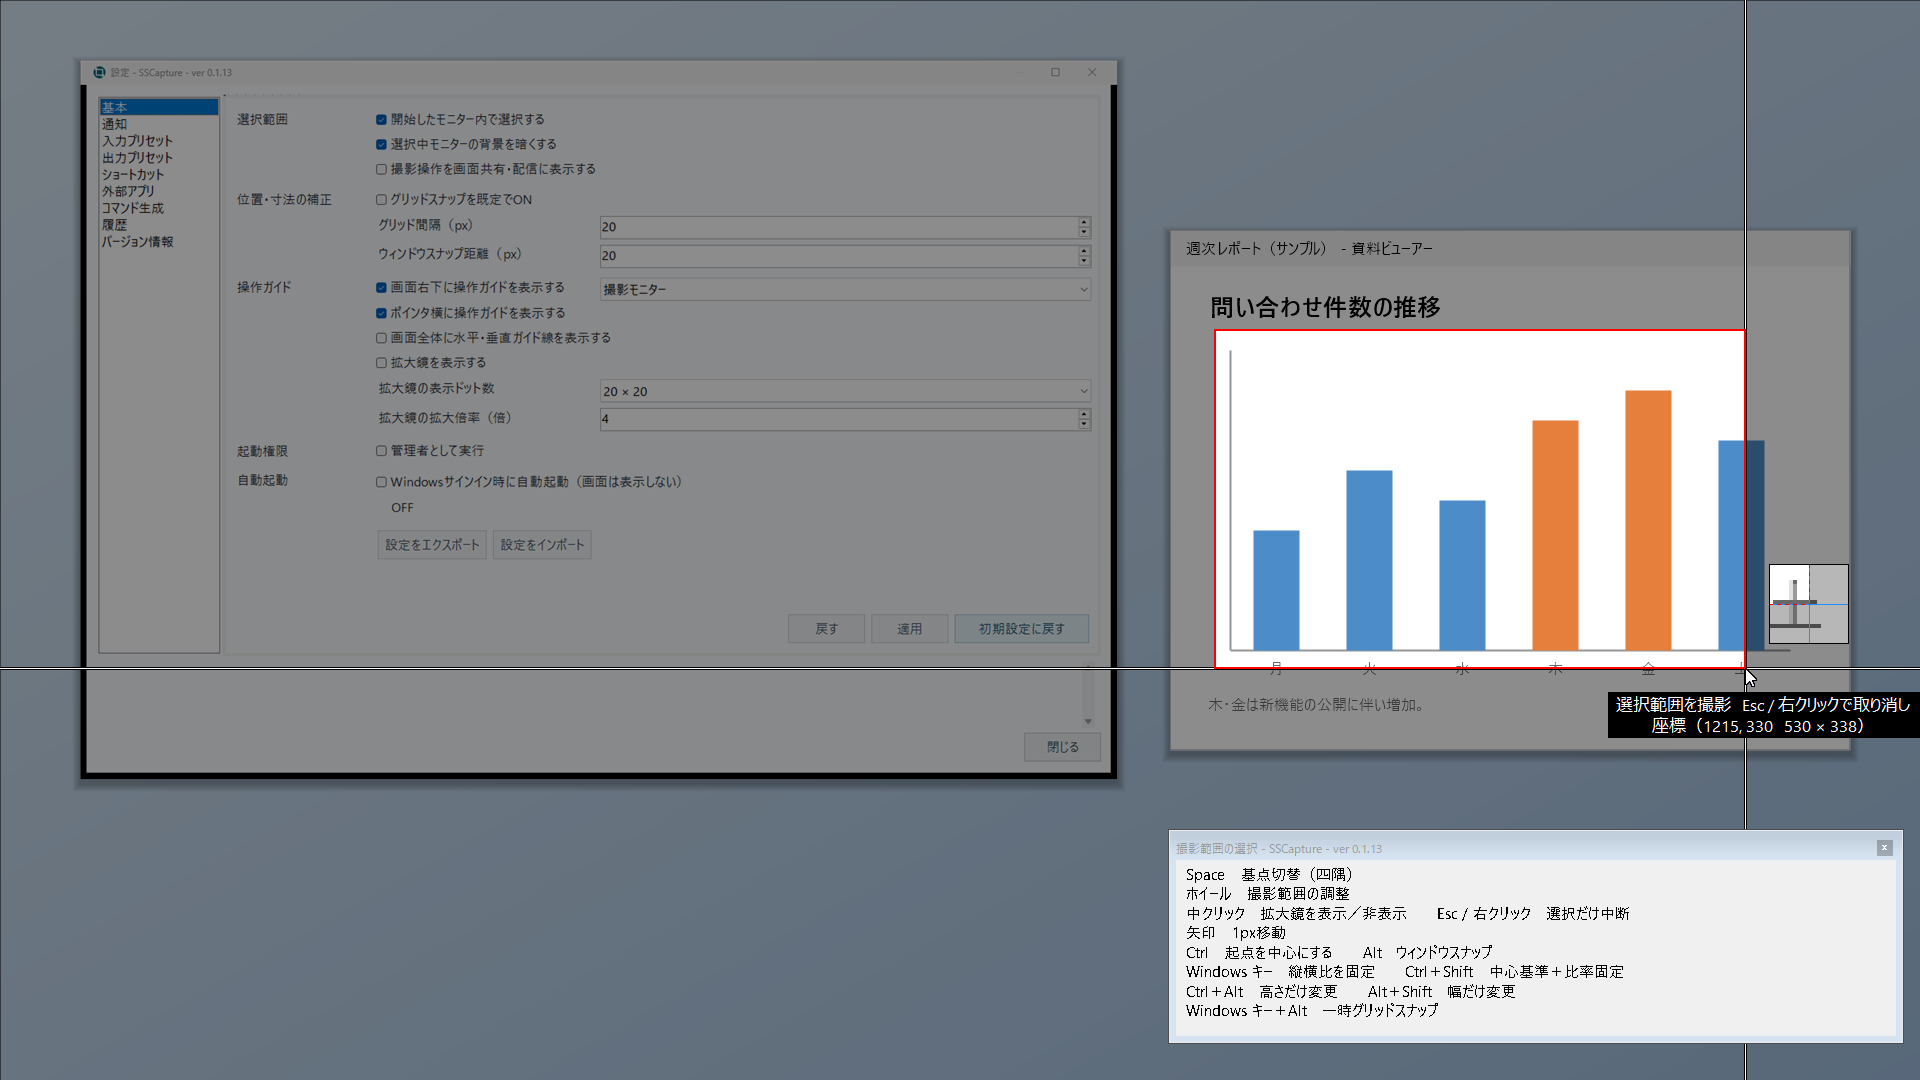 設定 - SSCapture - ver 0.1.13
基本
通知
入力プリセット
出力プリセット
ショートカット
外部アプリ
コマンド生成
履歴
バージョン情報
選択範囲
開始したモニター内で選択する
選択中モニターの背景を暗くする
撮影操作を画面共有・配信に表示する
位置・寸法の補正
グリッドスナップを既定でON
グリッド間隔（px） 20
ウィンドウスナップ距離（px） 20
操作ガイド
画面右下に操作ガイドを表示する 撮影モニター
ポインタ横に操作ガイドを表示する
画面全体に水平・垂直ガイド線を表示する
拡大鏡を表示する
拡大鏡の表示ドット数 20 × 20
拡大鏡の拡大倍率（倍） 4
起動権限 管理者として実行
自動起動 Windowsサインイン時に自動起動（画面は表示しない）
OFF
設定をエクスポート 設定をインポート
戻す 適用 初期設定に戻す
閉じる
週次レポート（サンプル） - 資料ビューアー
問い合わせ件数の推移
月 火 水 木 金 土
木・金は新機能の公開に伴い増加。
選択範囲を撮影 Esc / 右クリックで取り消し
座標（1215, 330 530 × 338）
撮影範囲の選択 - SSCapture - ver 0.1.13
Space 基点切替（四隅）
ホイール 撮影範囲の調整
中クリック 拡大鏡を表示／非表示 Esc / 右クリック 選択だけ中断
矢印 1px移動
Ctrl 起点を中心にする Alt ウィンドウスナップ
Windows キー 縦横比を固定 Ctrl＋Shift 中心基準＋比率固定
Ctrl＋Alt 高さだけ変更 Alt＋Shift 幅だけ変更
Windows キー＋Alt 一時グリッドスナップ